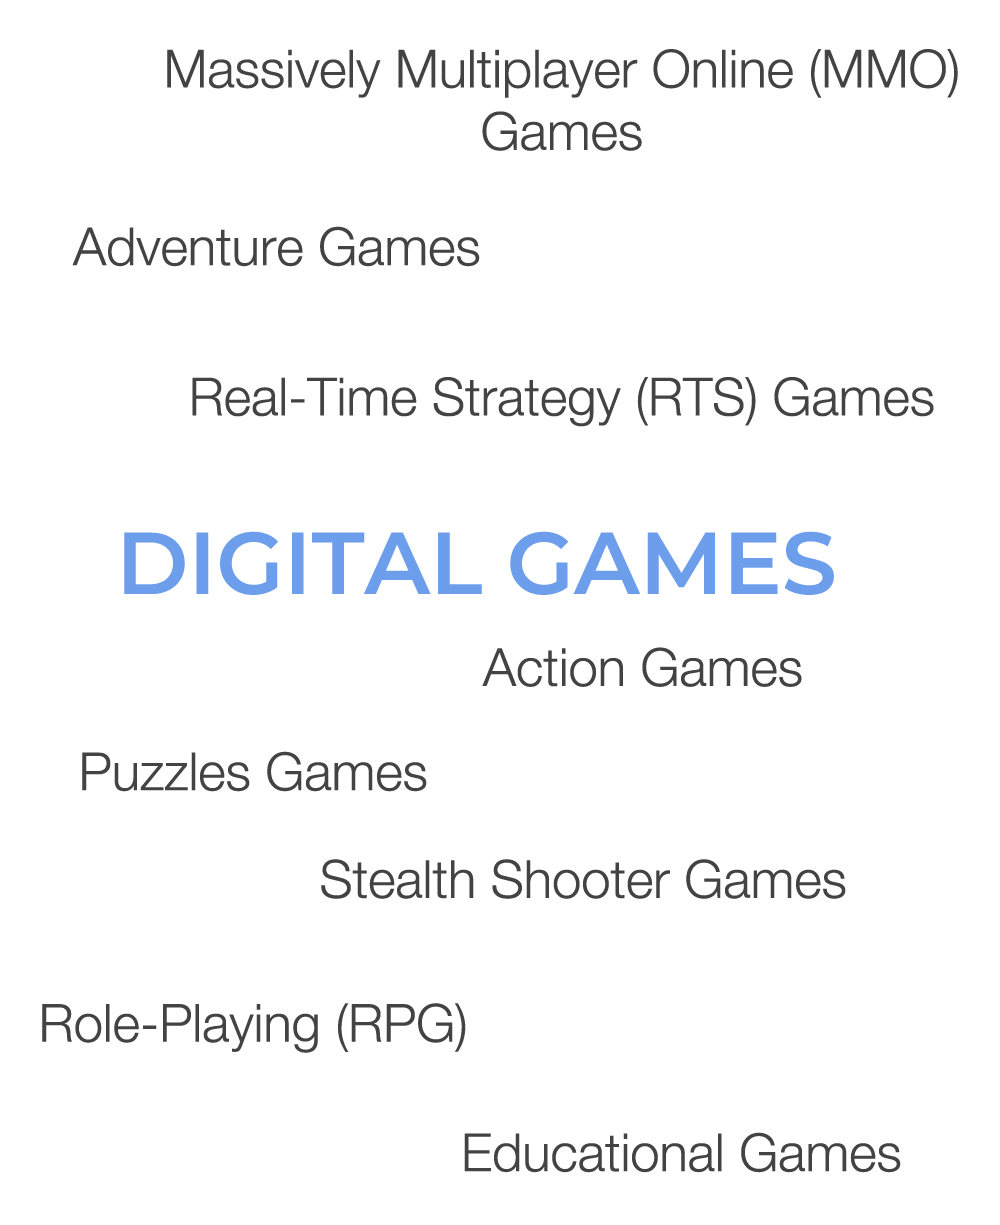 Massively Multiplayer Online (MMO)
Games
Adventure Games
Real-Time Strategy (RTS) Games
DIGITAL GAMES
Action Games
Puzzles Games
Stealth Shooter Games
Role-Playing (RPG)
Educational Games